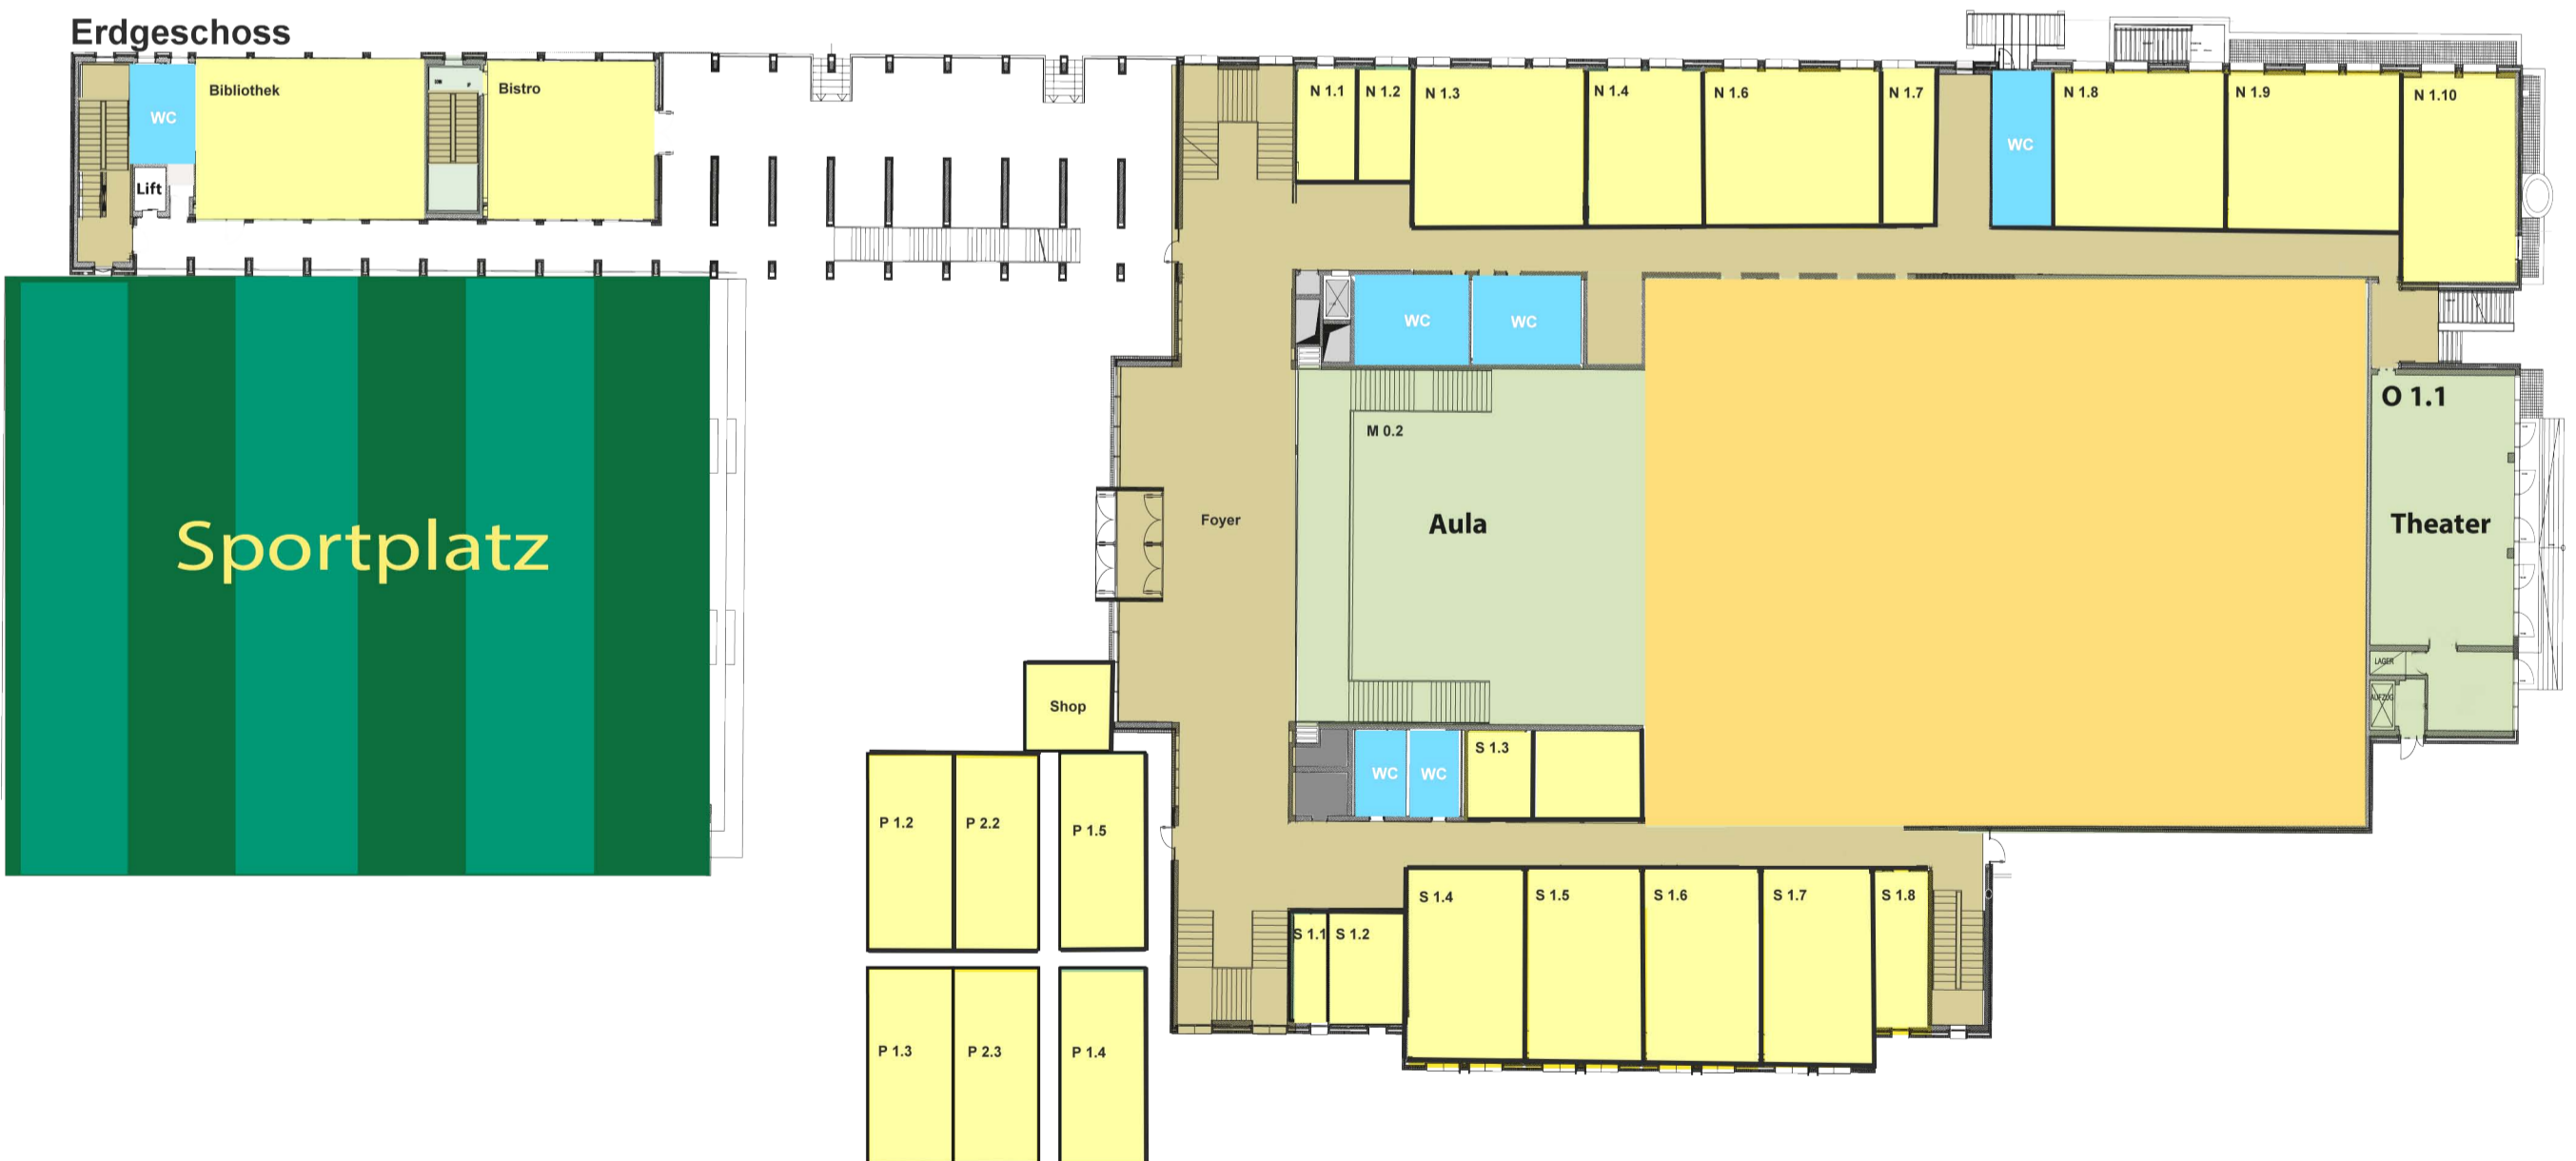 Erdgeschoss
WC
Bibliothek
Bistro
Lift
N 1.1
N 1.2
N 1.3
N 1.4
N 1.6
N 1.7
WC
N 1.8
N 1.9
N 1.10
WC
WC
O 1.1
M 0.2
Sportplatz
Foyer
Aula
Theater
LAGER
AUFZUG
Shop
S 1.3
WC
WC
P 1.2
P 2.2
P 1.5
S 1.4
S 1.5
S 1.6
S 1.7
S 1.8
S 1.1
S 1.2
P 1.3
P 2.3
P 1.4